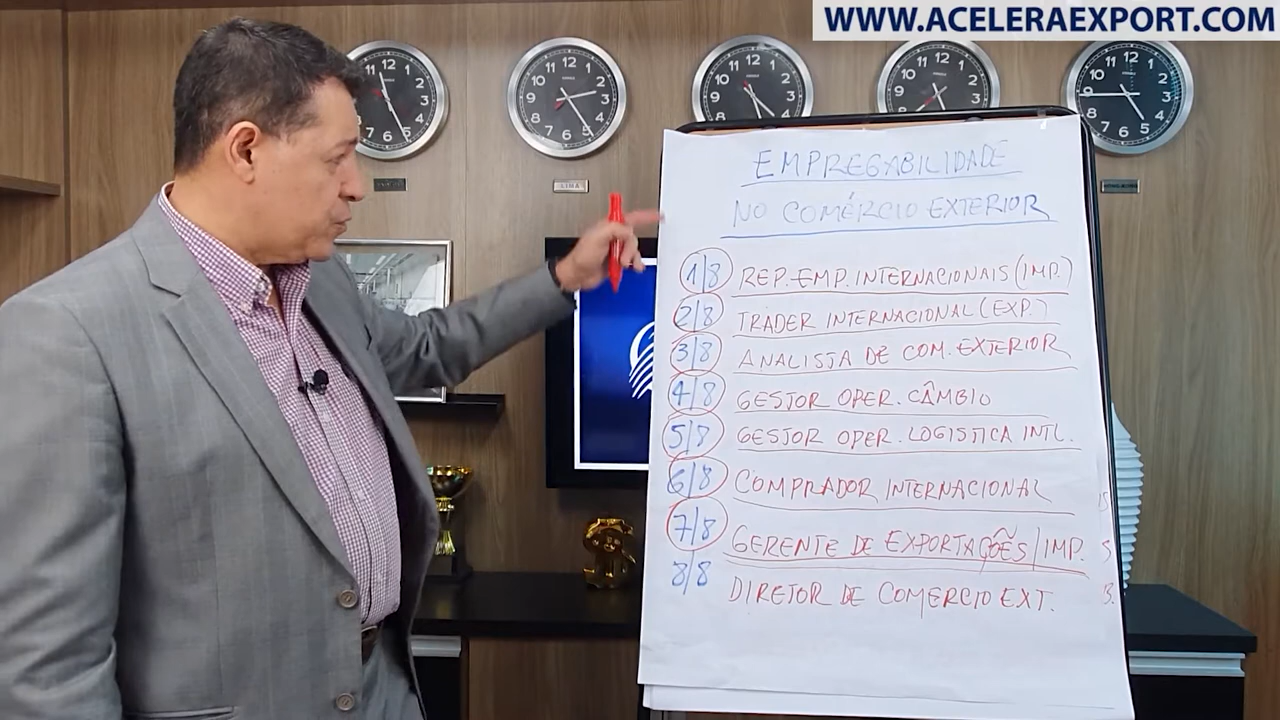 WWW.ACELERAEXPORT.COM
LIMA
EMPREGABILIDADE
NO COMÉRCIO EXTERIOR
1/8 REP. EMP. INTERNACIONAIS (IMP.)
2/8 TRADER INTERNACIONAL (EXP.)
3/8 ANALISTA DE COM. EXTERIOR
4/8 GESTOR OPER. CÂMBIO
5/8 GESTOR OPER. LOGISTICA INTL.
6/8 COMPRADOR INTERNACIONAL
7/8 GERENTE DE EXPORTAÇÕES/IMP.
8/8 DIRETOR DE COMERCIO EXT.